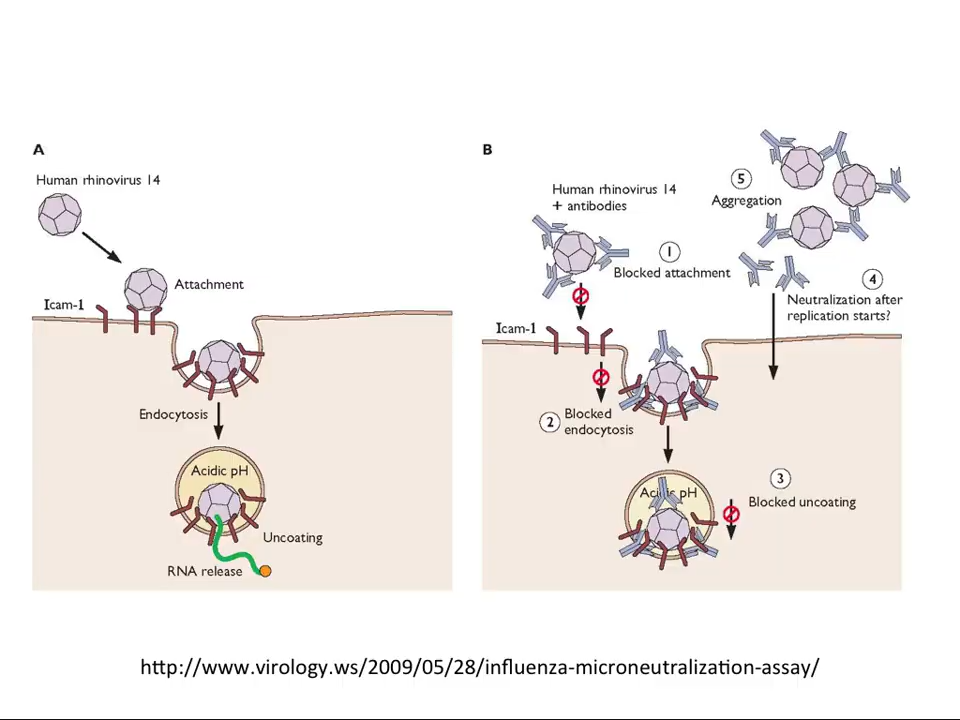 A
Human rhinovirus 14
Attachment
Icam-1
Endocytosis
Acidic pH
Uncoating
RNA release
B
Human rhinovirus 14
+ antibodies
1
Blocked attachment
5
Aggregation
4
Neutralization after
replication starts?
Icam-1
2
Blocked
endocytosis
Acidic pH
3
Blocked uncoating
http://www.virology.ws/2009/05/28/influenza-microneutralization-assay/